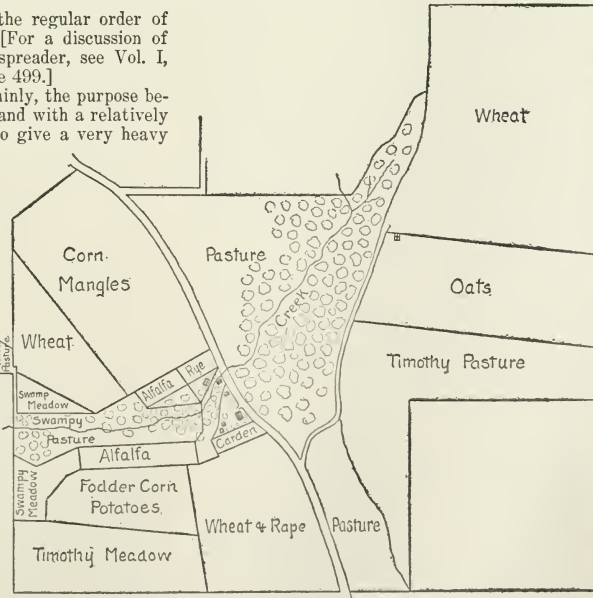 the regular order of
[For a discussion of
spreader, see Vol. I,
e 499.]
ainly, the purpose be-
and with a relatively
o give a very heavy
Wheat
Corn.
Mangles
Pasture
Creek
Oats
Wheat
Pasture
Timothy Pasture
Alfalfa
Rye
Swamp
Meadow
Swampy
Pasture
Garden
Alfalfa
Swampy
Meadow
Fodder Corn
Potatoes.
Wheat & Rape
Pasture
Timothy Meadow